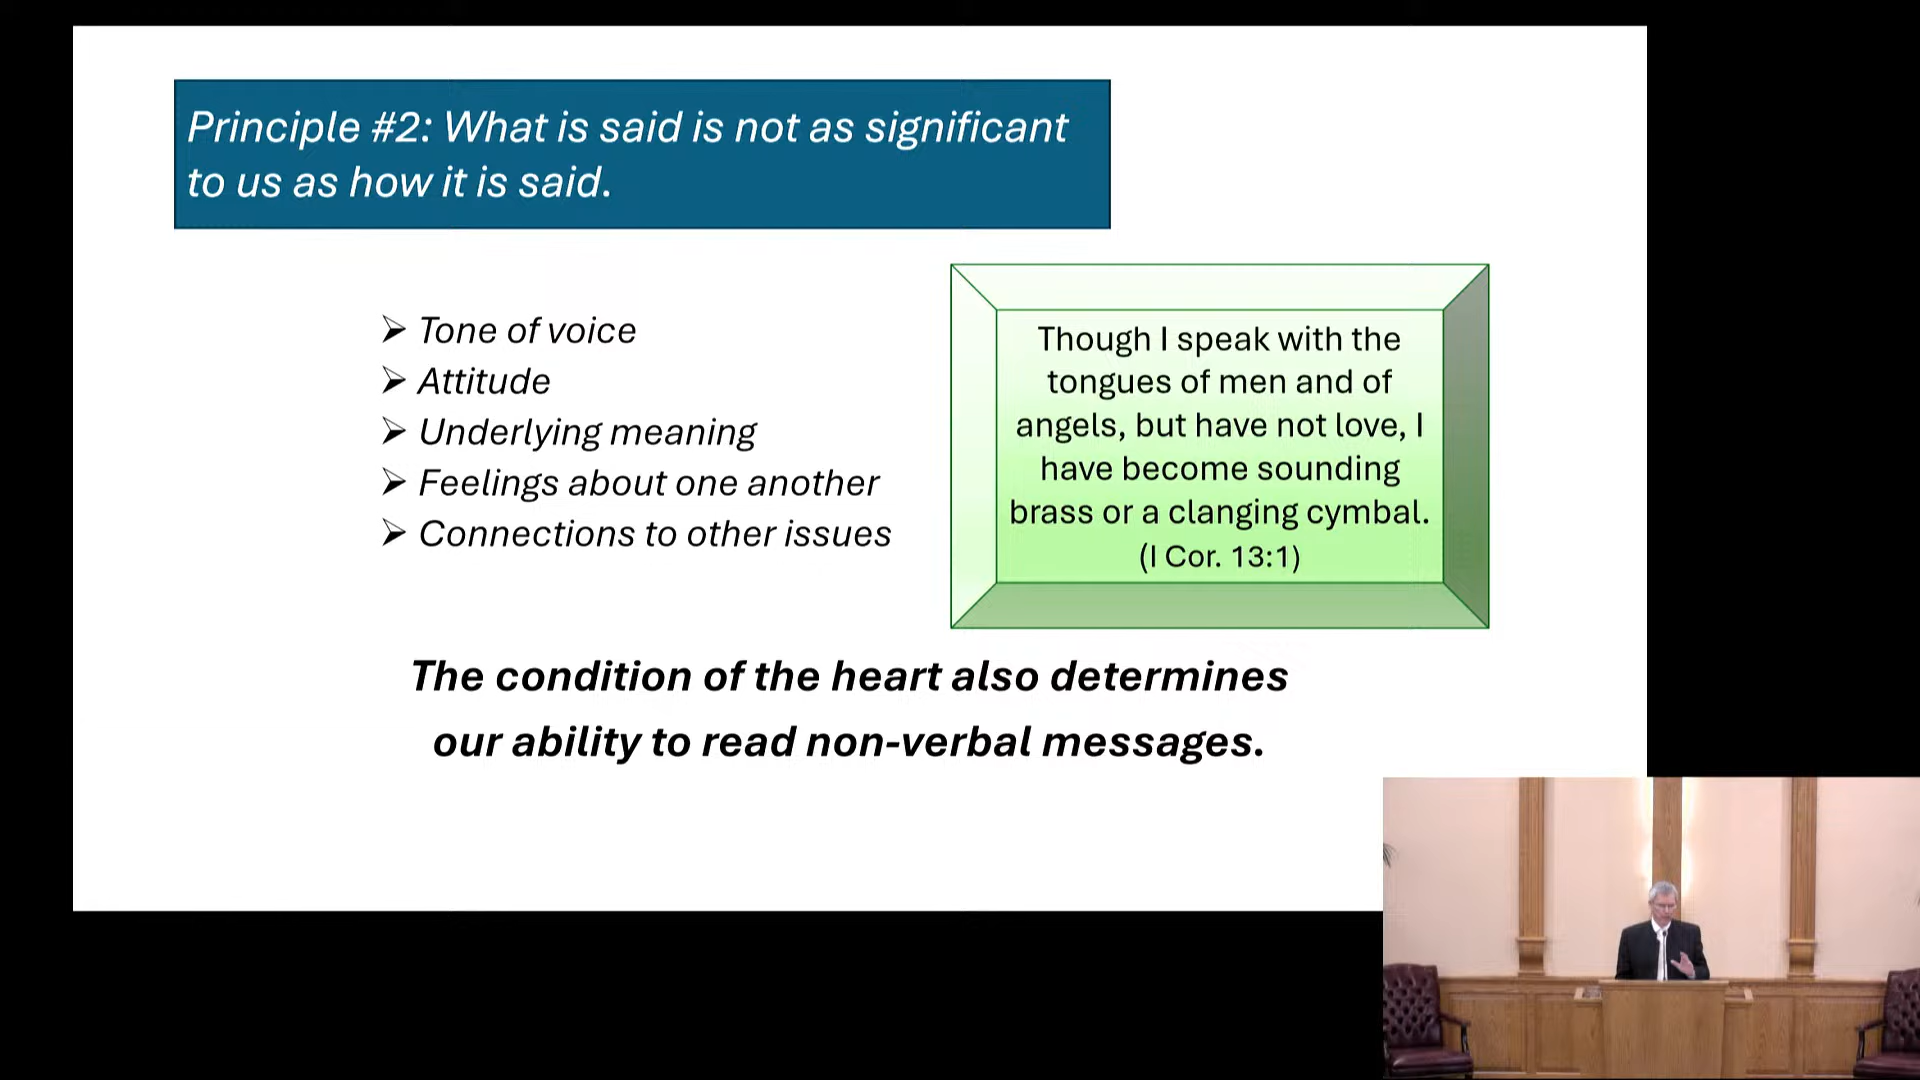 Principle #2: What is said is not as significant
to us as how it is said.
➢ Tone of voice
➢ Attitude
➢ Underlying meaning
➢ Feelings about one another
➢ Connections to other issues
Though I speak with the
tongues of men and of
angels, but have not love, I
have become sounding
brass or a clanging cymbal.
(I Cor. 13:1)
The condition of the heart also determines
our ability to read non-verbal messages.